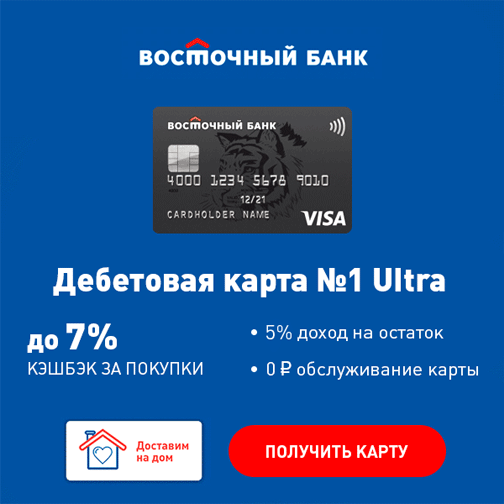 ВОСТОЧНЫЙ БАНК
ВОСТОЧНЫЙ БАНК
4000 1234 5678 9010
12/21
CARDHOLDER NAME
VISA
Дебетовая карта №1 Ultra
до 7%
КЭШБЭК ЗА ПОКУПКИ
• 5% доход на остаток
• 0 ₽ обслуживание карты
Доставим
на дом
ПОЛУЧИТЬ КАРТУ